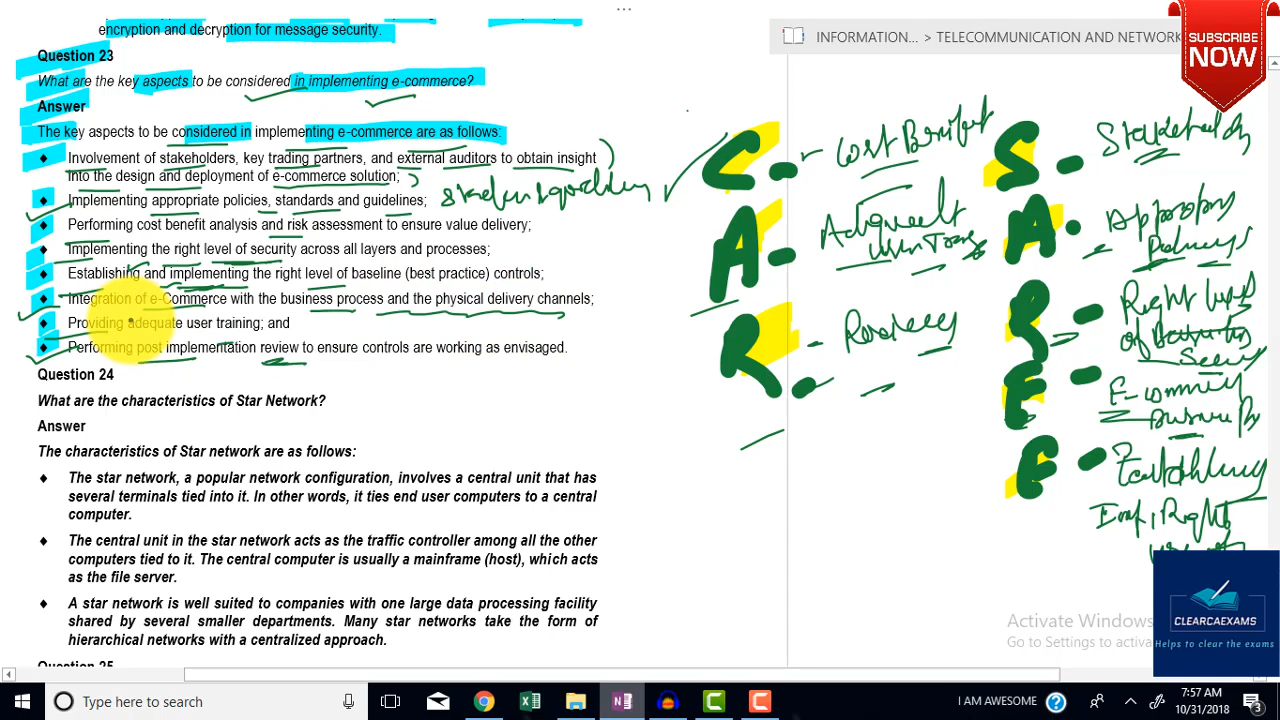 encryption and decryption for message security.
Question 23
What are the key aspects to be considered in implementing e-commerce?
Answer
The key aspects to be considered in implementing e-commerce are as follows:
♦ Involvement of stakeholders, key trading partners, and external auditors to obtain insight
into the design and deployment of e-commerce solution;
♦ Implementing appropriate policies, standards and guidelines;
♦ Performing cost benefit analysis and risk assessment to ensure value delivery;
♦ Implementing the right level of security across all layers and processes;
♦ Establishing and implementing the right level of baseline (best practice) controls;
♦ Integration of e-Commerce with the business process and the physical delivery channels;
♦ Providing adequate user training; and
♦ Performing post implementation review to ensure controls are working as envisaged.
Question 24
What are the characteristics of Star Network?
Answer
The characteristics of Star network are as follows:
♦ The star network, a popular network configuration, involves a central unit that has
several terminals tied into it. In other words, it ties end user computers to a central
computer.
♦ The central unit in the star network acts as the traffic controller among all the other
computers tied to it. The central computer is usually a mainframe (host), which acts
as the file server.
♦ A star network is well suited to companies with one large data processing facility
shared by several smaller departments. Many star networks take the form of
hierarchical networks with a centralized approach.
Question 25
INFORMATION... > TELECOMMUNICATION AND NETWORK
SUBSCRIBE
NOW
C - Cost Benifit
A -
R -
S -
A -
R - Right
of
E - E-
E -
Right
Activate Windows
Go to Settings to activa
CLEARCAEXAMS
Helps to clear the exams
Type here to search
I AM AWESOME
7:57 AM
10/31/2018
3